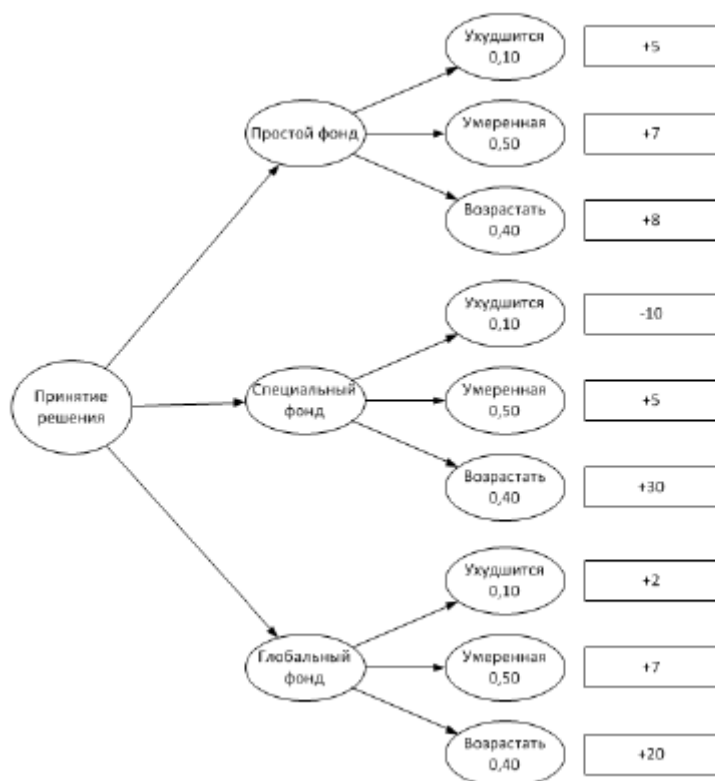 Ухудшится
0,10
+5
Простой фонд
Умеренная
0,50
+7
Возрастать
0,40
+8
Ухудшится
0,10
-10
Принятие
решения
Специальный
фонд
Умеренная
0,50
+5
Возрастать
0,40
+30
Ухудшится
0,10
+2
Глобальный
фонд
Умеренная
0,50
+7
Возрастать
0,40
+20